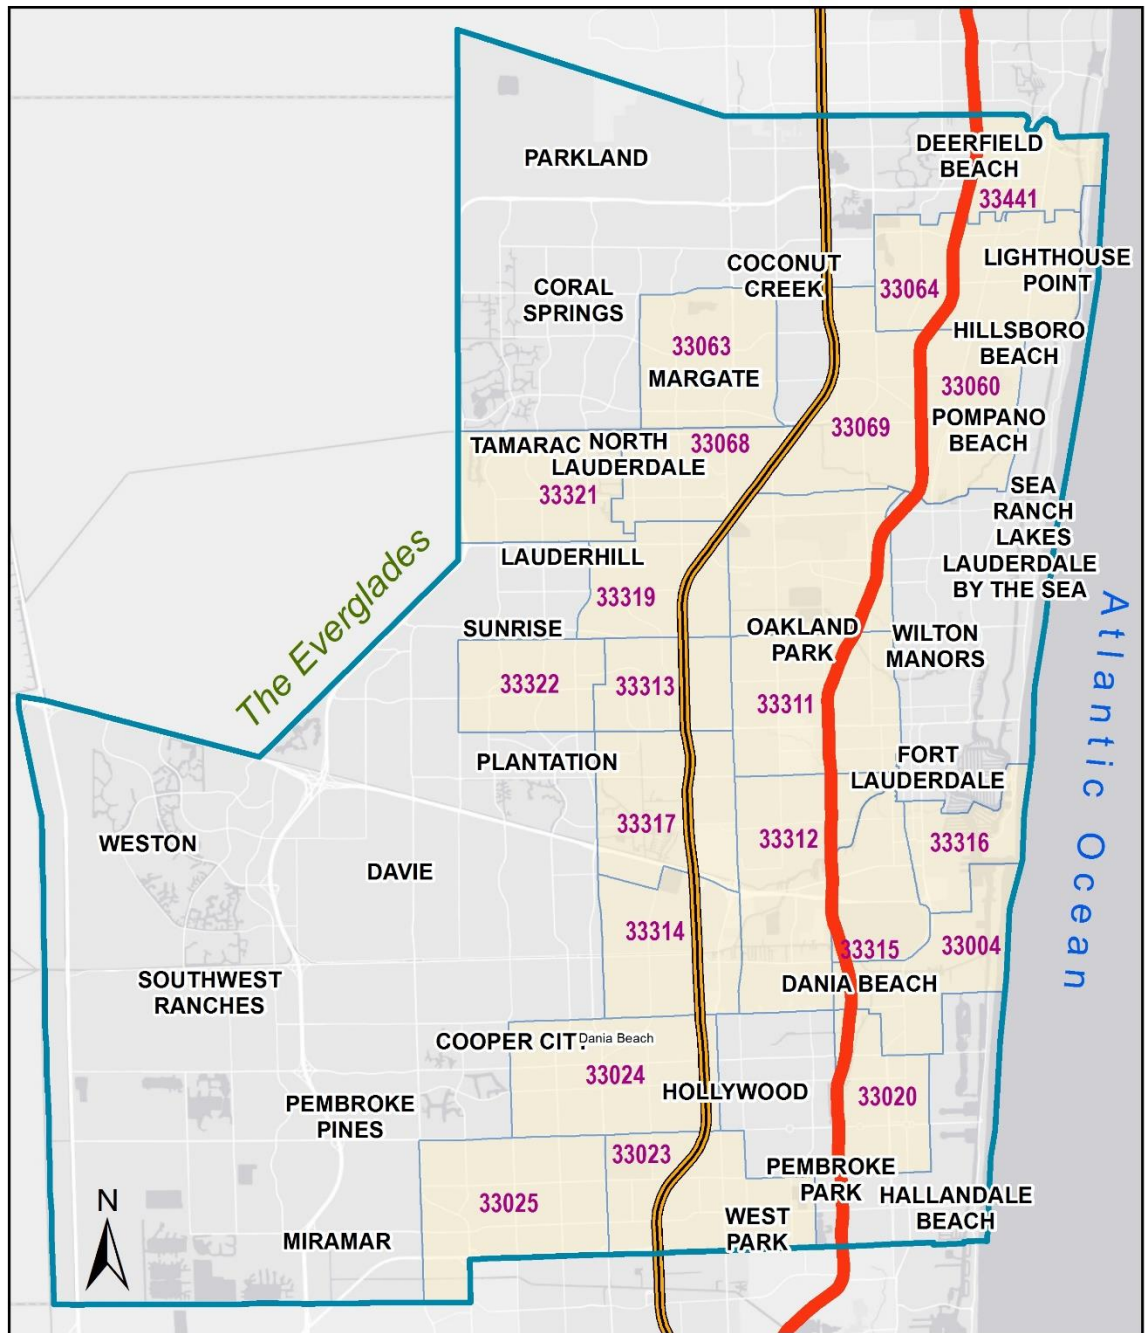 DEERFIELD
BEACH
PARKLAND
33441
COCONUT
CREEK
LIGHTHOUSE
POINT
33064
CORAL
SPRINGS
HILLSBORO
BEACH
33063
MARGATE
33060
POMPANO
BEACH
33069
TAMARAC
NORTH
LAUDERDALE
33068
33321
SEA
RANCH
LAKES
LAUDERDALE
BY THE SEA
The Everglades
LAUDERHILL
33319
Atlantic Ocean
SUNRISE
OAKLAND
PARK
WILTON
MANORS
33322
33313
33311
PLANTATION
FORT
LAUDERDALE
33317
33312
33316
WESTON
DAVIE
33314
33315
33004
SOUTHWEST
RANCHES
DANIA BEACH
COOPER CIT
Dania Beach
33024
HOLLYWOOD
33020
PEMBROKE
PINES
33023
PEMBROKE
PARK
HALLANDALE
BEACH
N
33025
WEST
PARK
MIRAMAR